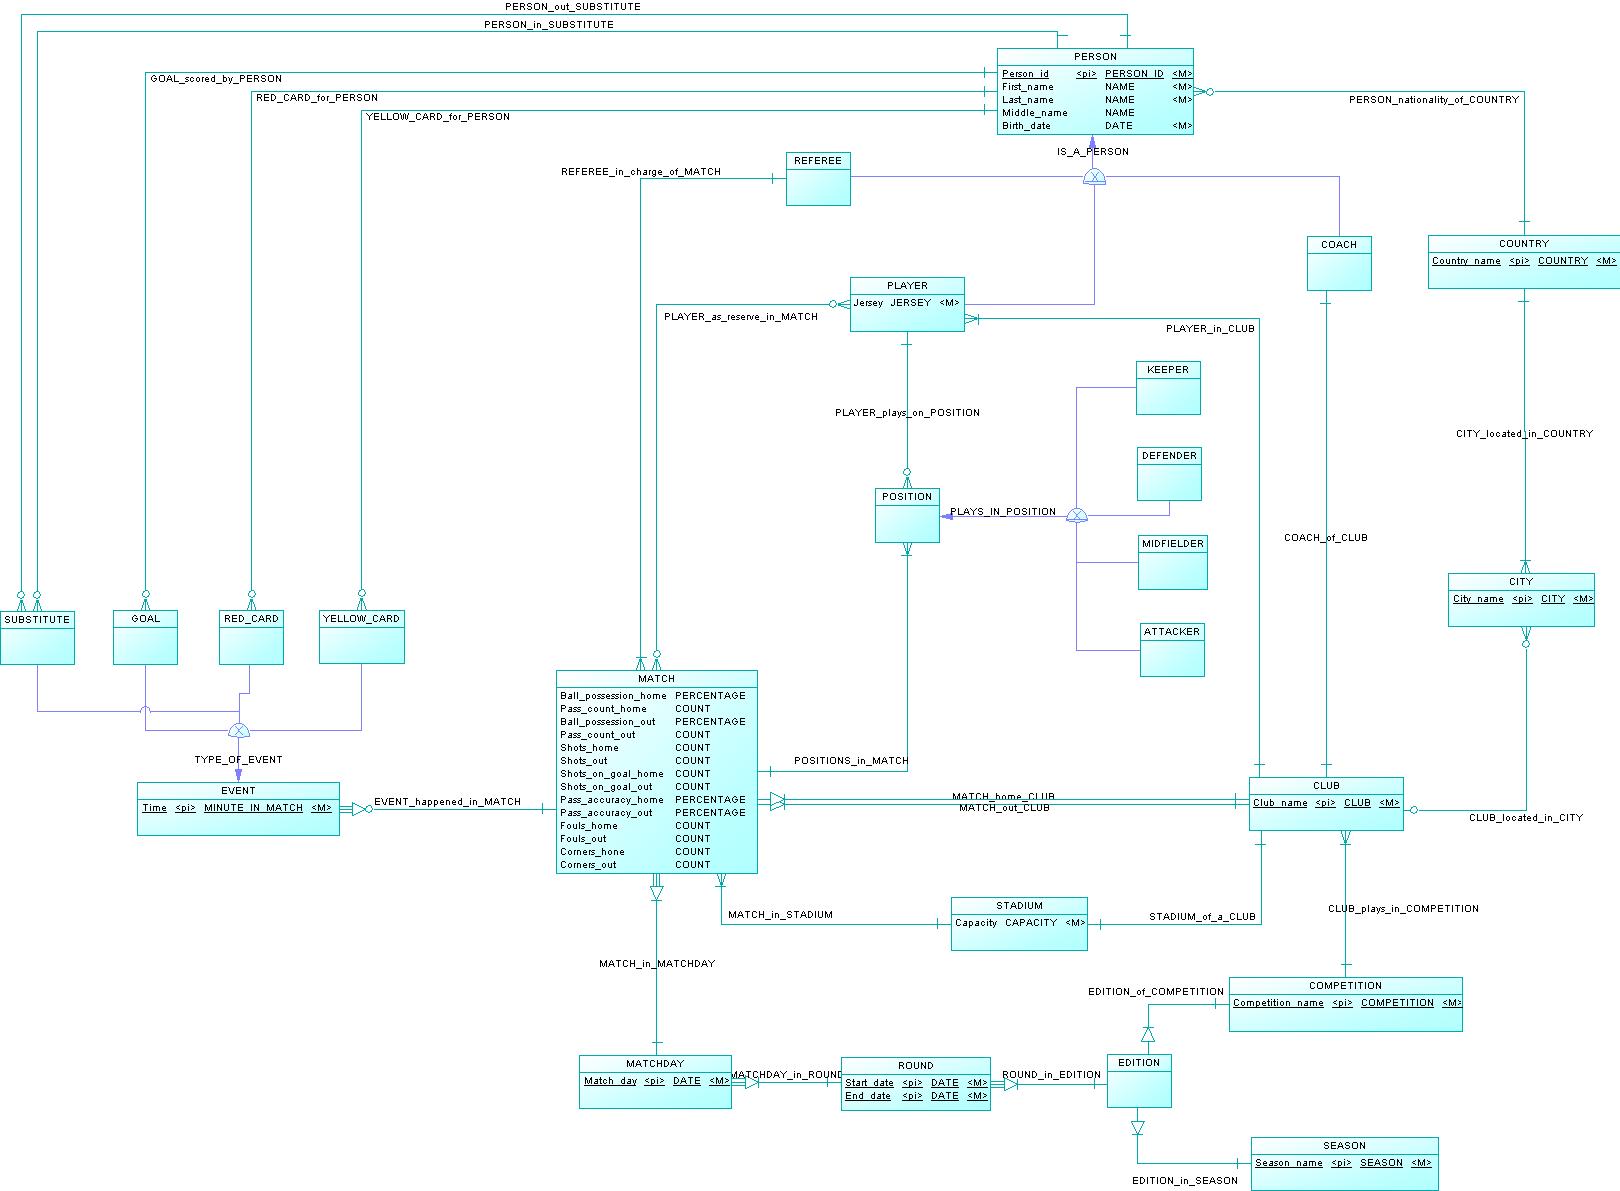 PERSON_out_SUBSTITUTE
PERSON_in_SUBSTITUTE
PERSON
Person_id <pi> PERSON_ID <M>
First_name NAME <M>
Last_name NAME <M>
Middle_name NAME
Birth_date DATE <M>
GOAL_scored_by_PERSON
RED_CARD_for_PERSON
YELLOW_CARD_for_PERSON
PERSON_nationality_of_COUNTRY
IS_A_PERSON
REFEREE
REFEREE_in_charge_of_MATCH
COACH
COUNTRY
Country_name <pi> COUNTRY <M>
PLAYER
Jersey JERSEY <M>
PLAYER_as_reserve_in_MATCH
PLAYER_in_CLUB
KEEPER
PLAYER_plays_on_POSITION
CITY_located_in_COUNTRY
DEFENDER
POSITION
PLAYS_IN_POSITION
COACH_of_CLUB
MIDFIELDER
CITY
City_name <pi> CITY <M>
SUBSTITUTE
GOAL
RED_CARD
YELLOW_CARD
ATTACKER
MATCH
Ball_possession_home PERCENTAGE
Pass_count_home COUNT
Ball_possession_out PERCENTAGE
Pass_count_out COUNT
Shots_home COUNT
Shots_out COUNT
Shots_on_goal_home COUNT
Shots_on_goal_out COUNT
Pass_accuracy_home PERCENTAGE
Pass_accuracy_out PERCENTAGE
Fouls_home COUNT
Fouls_out COUNT
Corners_hone COUNT
Corners_out COUNT
TYPE_OF_EVENT
POSITIONS_in_MATCH
EVENT
Time <pi> MINUTE_IN_MATCH <M>
EVENT_happened_in_MATCH
MATCH_home_CLUB
MATCH_out_CLUB
CLUB
Club_name <pi> CLUB <M>
CLUB_located_in_CITY
STADIUM
Capacity CAPACITY <M>
MATCH_in_STADIUM
STADIUM_of_a_CLUB
CLUB_plays_in_COMPETITION
MATCH_in_MATCHDAY
EDITION_of_COMPETITION
COMPETITION
Competition_name <pi> COMPETITION <M>
MATCHDAY
Match_day <pi> DATE <M>
MATCHDAY_in_ROUND
ROUND
Start_date <pi> DATE <M>
End_date <pi> DATE <M>
ROUND_in_EDITION
EDITION
SEASON
Season_name <pi> SEASON <M>
EDITION_in_SEASON